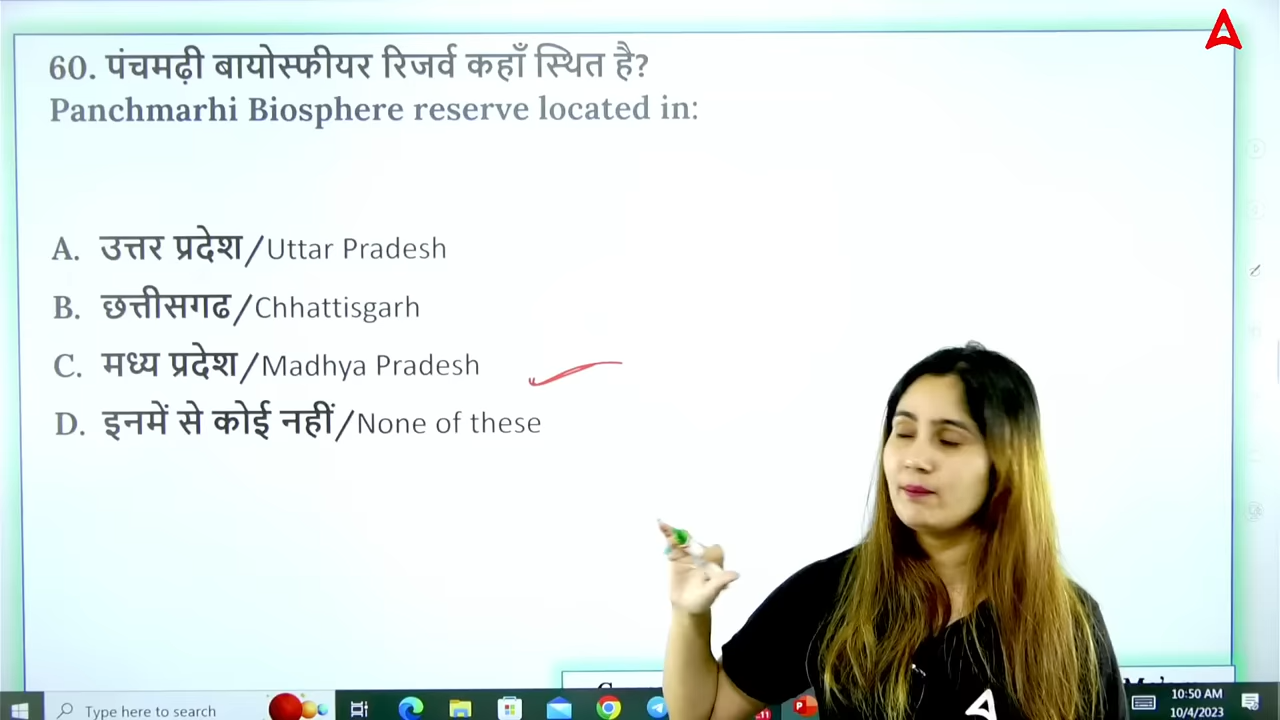 60. पंचमढ़ी बायोस्फीयर रिजर्व कहाँ स्थित है?
Panchmarhi Biosphere reserve located in:
A. उत्तर प्रदेश/Uttar Pradesh
B. छत्तीसगढ/Chhattisgarh
C. मध्य प्रदेश/Madhya Pradesh
D. इनमें से कोई नहीं/None of these
Type here to search
10:50 AM
10/4/2023